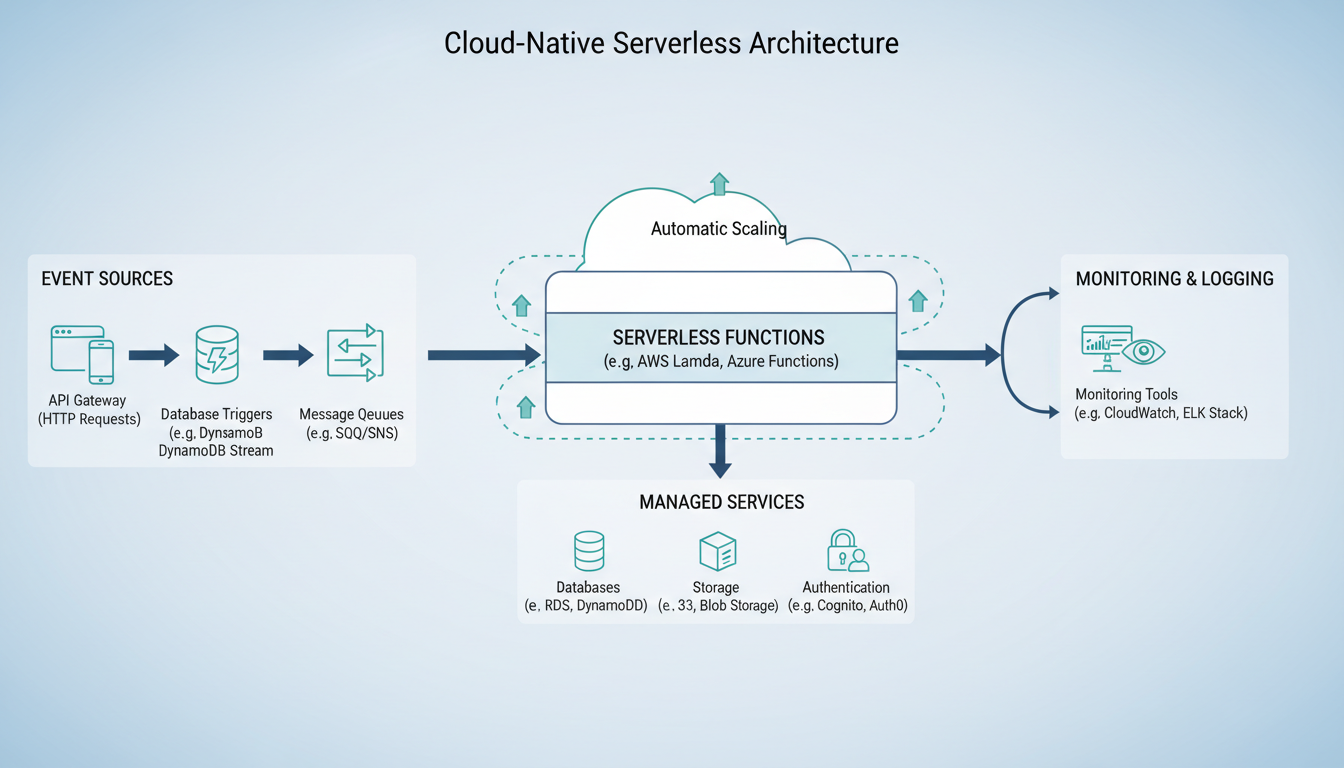 Cloud-Native Serverless Architecture
Automatic Scaling
EVENT SOURCES
API Gateway
(HTTP Requests)
Database Triggers
(e.g, DynsamoB
DynamoDB Stream
Message Qeuues
(e.g. SQQ/SNS)
SERVERLESS FUNCTIONS
(e.g, AWS Lamda, Azure Functions)
MONITORING & LOGGING
Monitoring Tools
(e.g, CloudWatch, ELK Stack)
MANAGED SERVICES
Databases
(e. RDS, DynamoDD)
Storage
(e. 33, Blob Storage)
Authentication
(e.g, Cognito, Auth0)